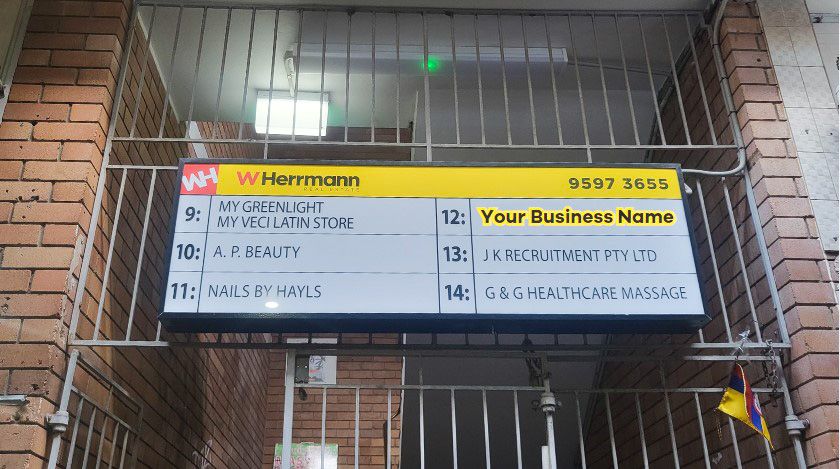 WH
W Herrmann
REAL ESTATE
9597 3655
9: MY GREENLIGHT
MY VECI LATIN STORE
10: A. P. BEAUTY
11: NAILS BY HAYLS
12: Your Business Name
13: J K RECRUITMENT PTY LTD
14: G & G HEALTHCARE MASSAGE